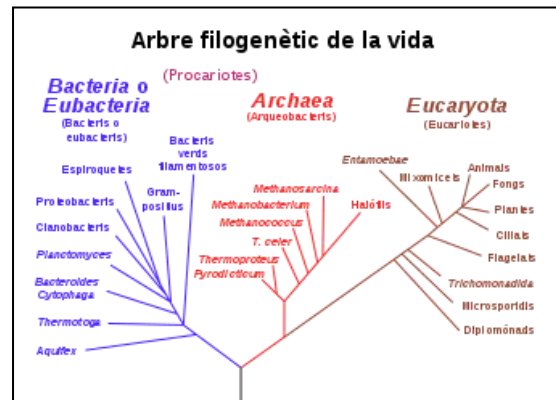 Arbre filogenètic de la vida
(Procariotes)
Bacteria o
Eubacteria
(Bacteris o
eubacteris)
Archaea
(Arqueobacteris)
Eucaryota
(Eucariotes)
Bacteris
verds
filamentosos
Espiroquetes
Gram-
positius
Proteobacteris
Cianobacteris
Planctomyces
Bacteroides
Cytophaga
Thermotoga
Aquifex
Methanosarcina
Methanobacterium
Halòfils
Methanococcus
T. celer
Thermoproteus
Pyrodicticum
Entamoebae
Mixomicets
Animals
Fongs
Plantes
Ciliats
Flagelats
Trichomonadida
Microsporidis
Diplomònads